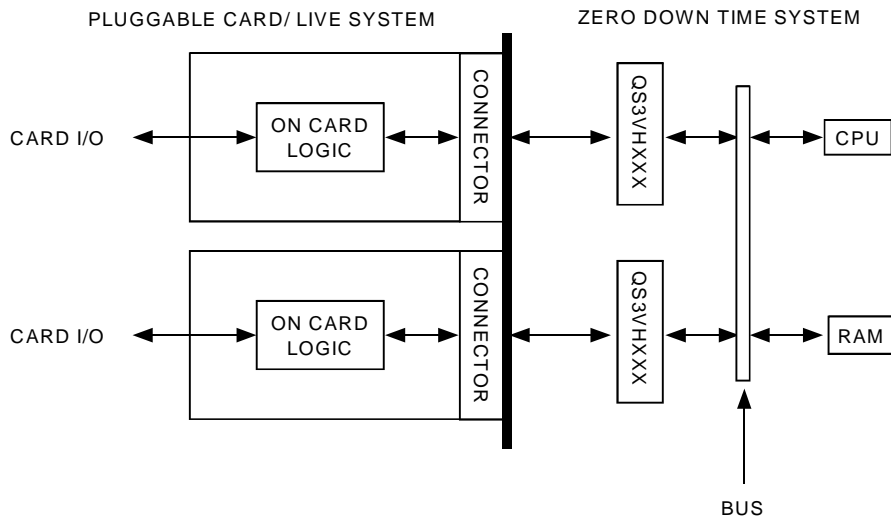 PLUGGABLE CARD/ LIVE SYSTEM
ZERO DOWN TIME SYSTEM
CARD I/O
ON CARD
LOGIC
CONNECTOR
QS3VHXXX
CPU
CARD I/O
ON CARD
LOGIC
CONNECTOR
QS3VHXXX
RAM
BUS